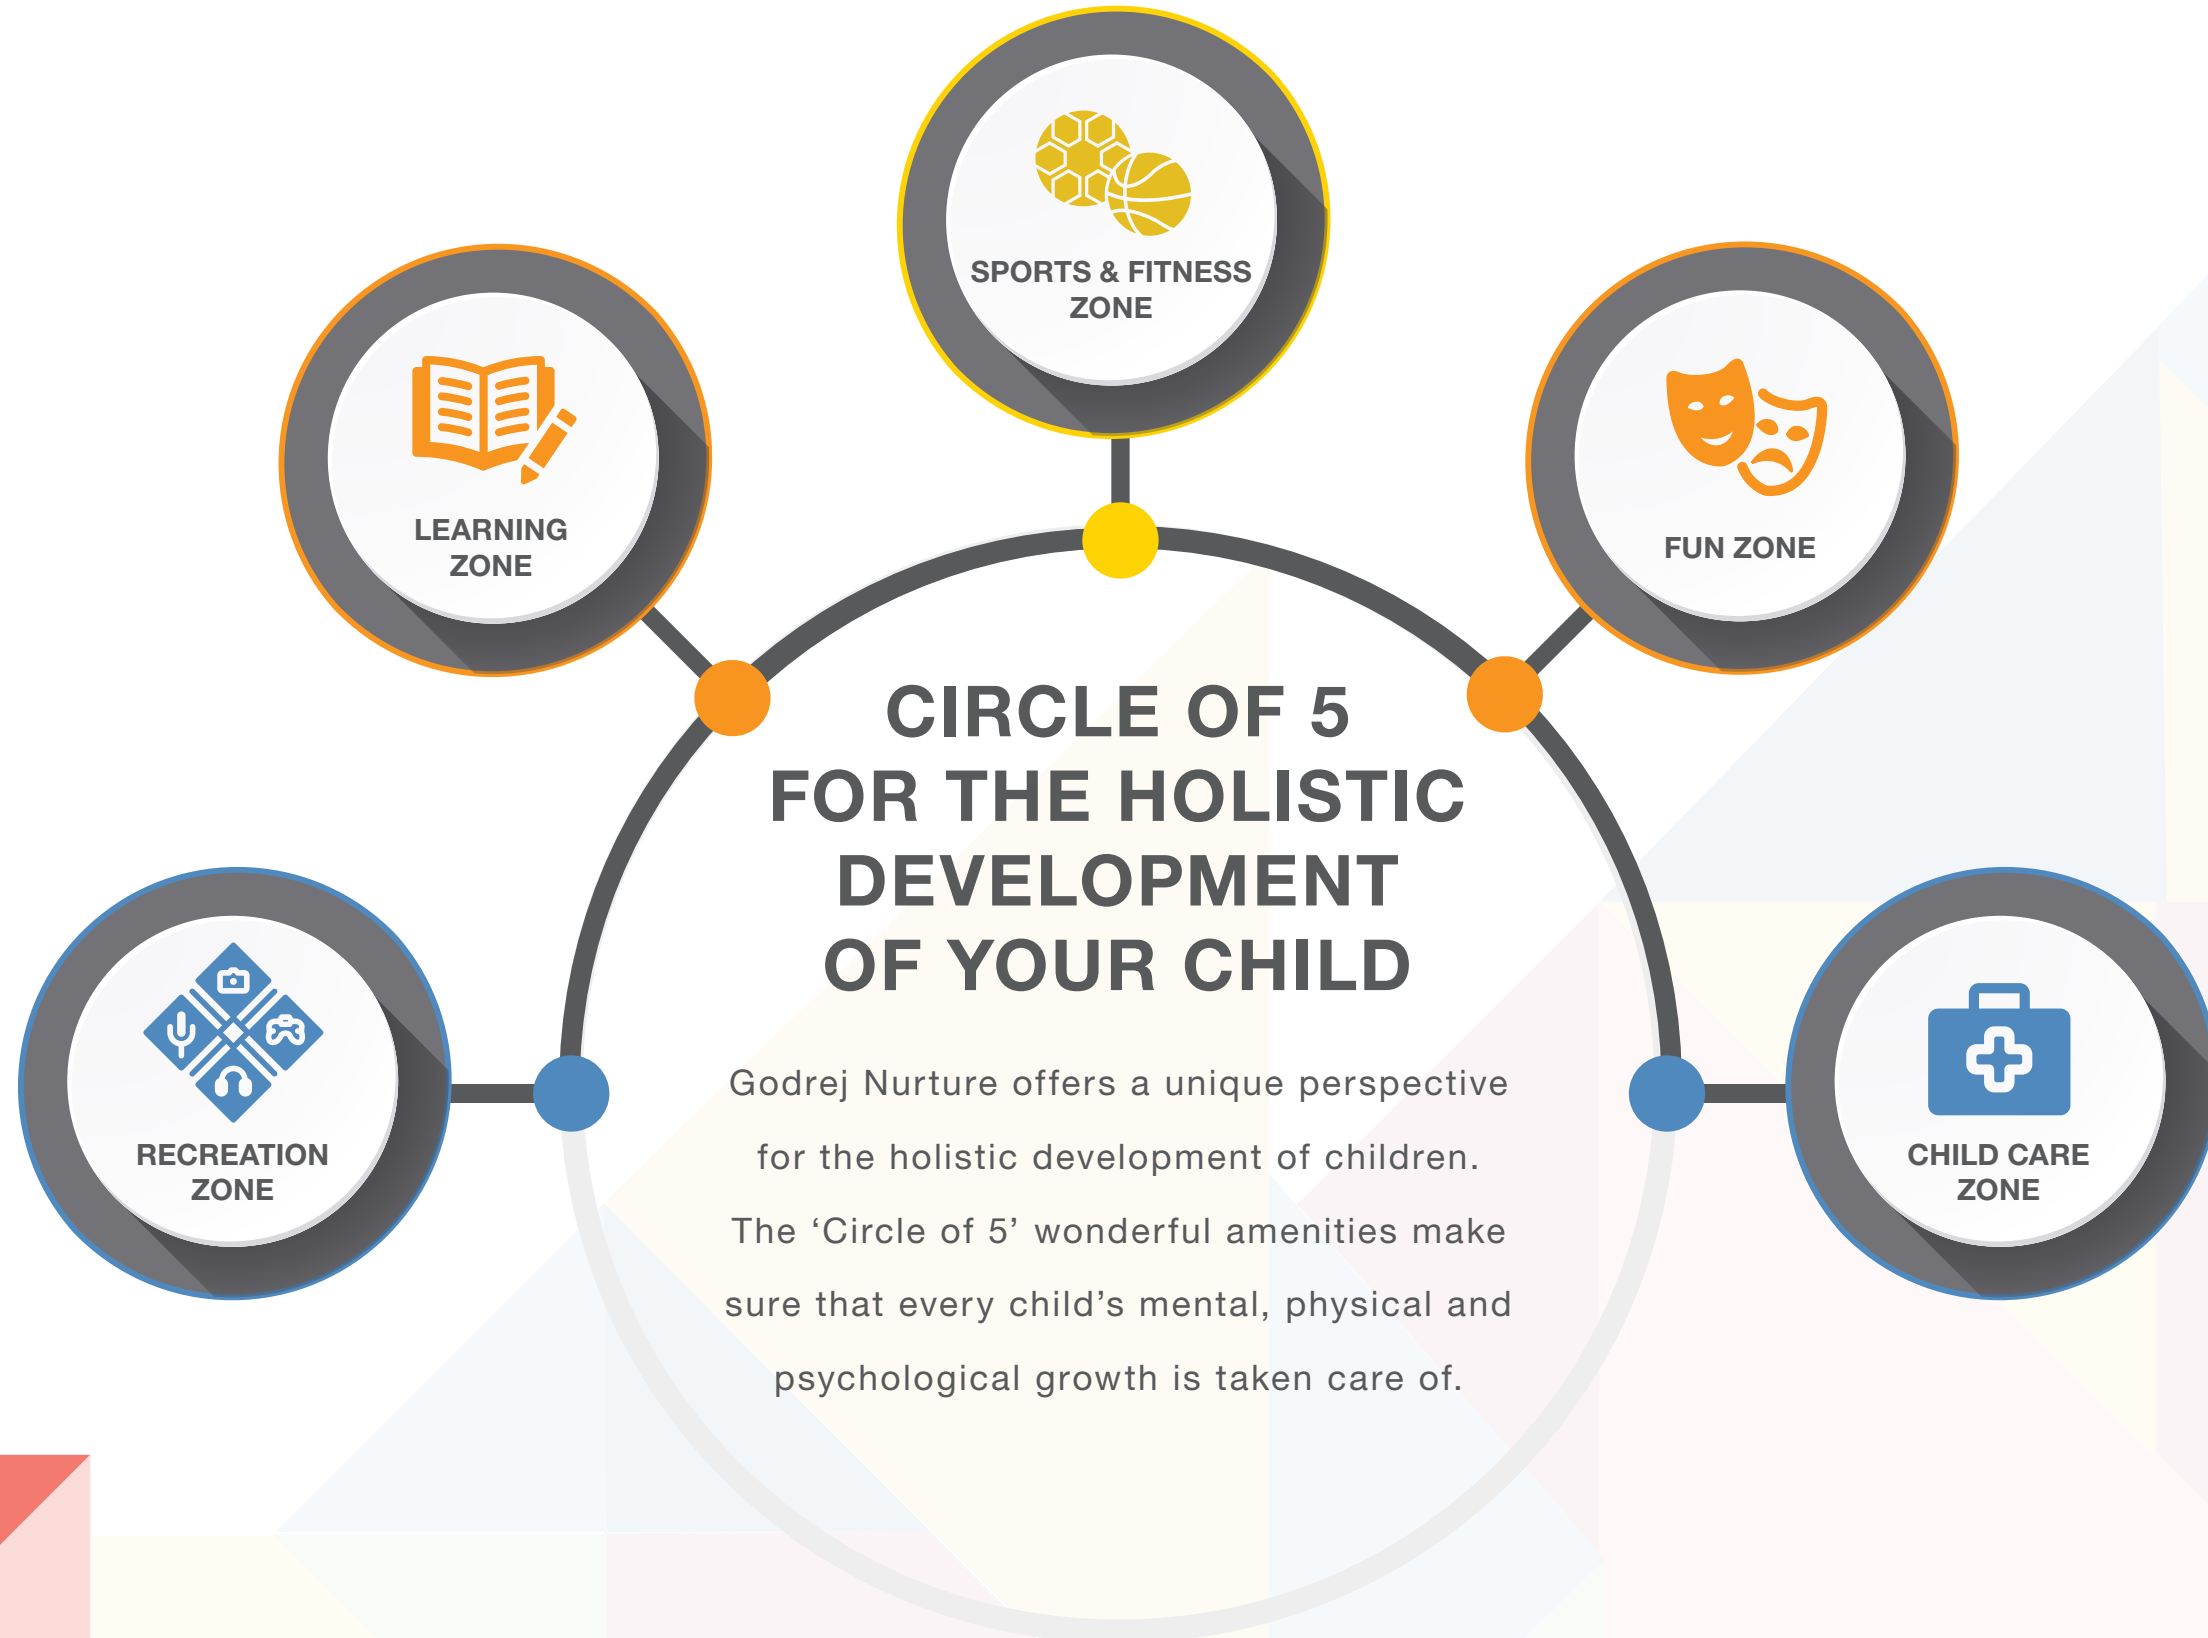 SPORTS & FITNESS
ZONE
LEARNING
ZONE
FUN ZONE
CIRCLE OF 5
FOR THE HOLISTIC
DEVELOPMENT
OF YOUR CHILD
RECREATION
ZONE
CHILD CARE
ZONE
Godrej Nurture offers a unique perspective
for the holistic development of children.
The ‘Circle of 5’ wonderful amenities make
sure that every child’s mental, physical and
psychological growth is taken care of.